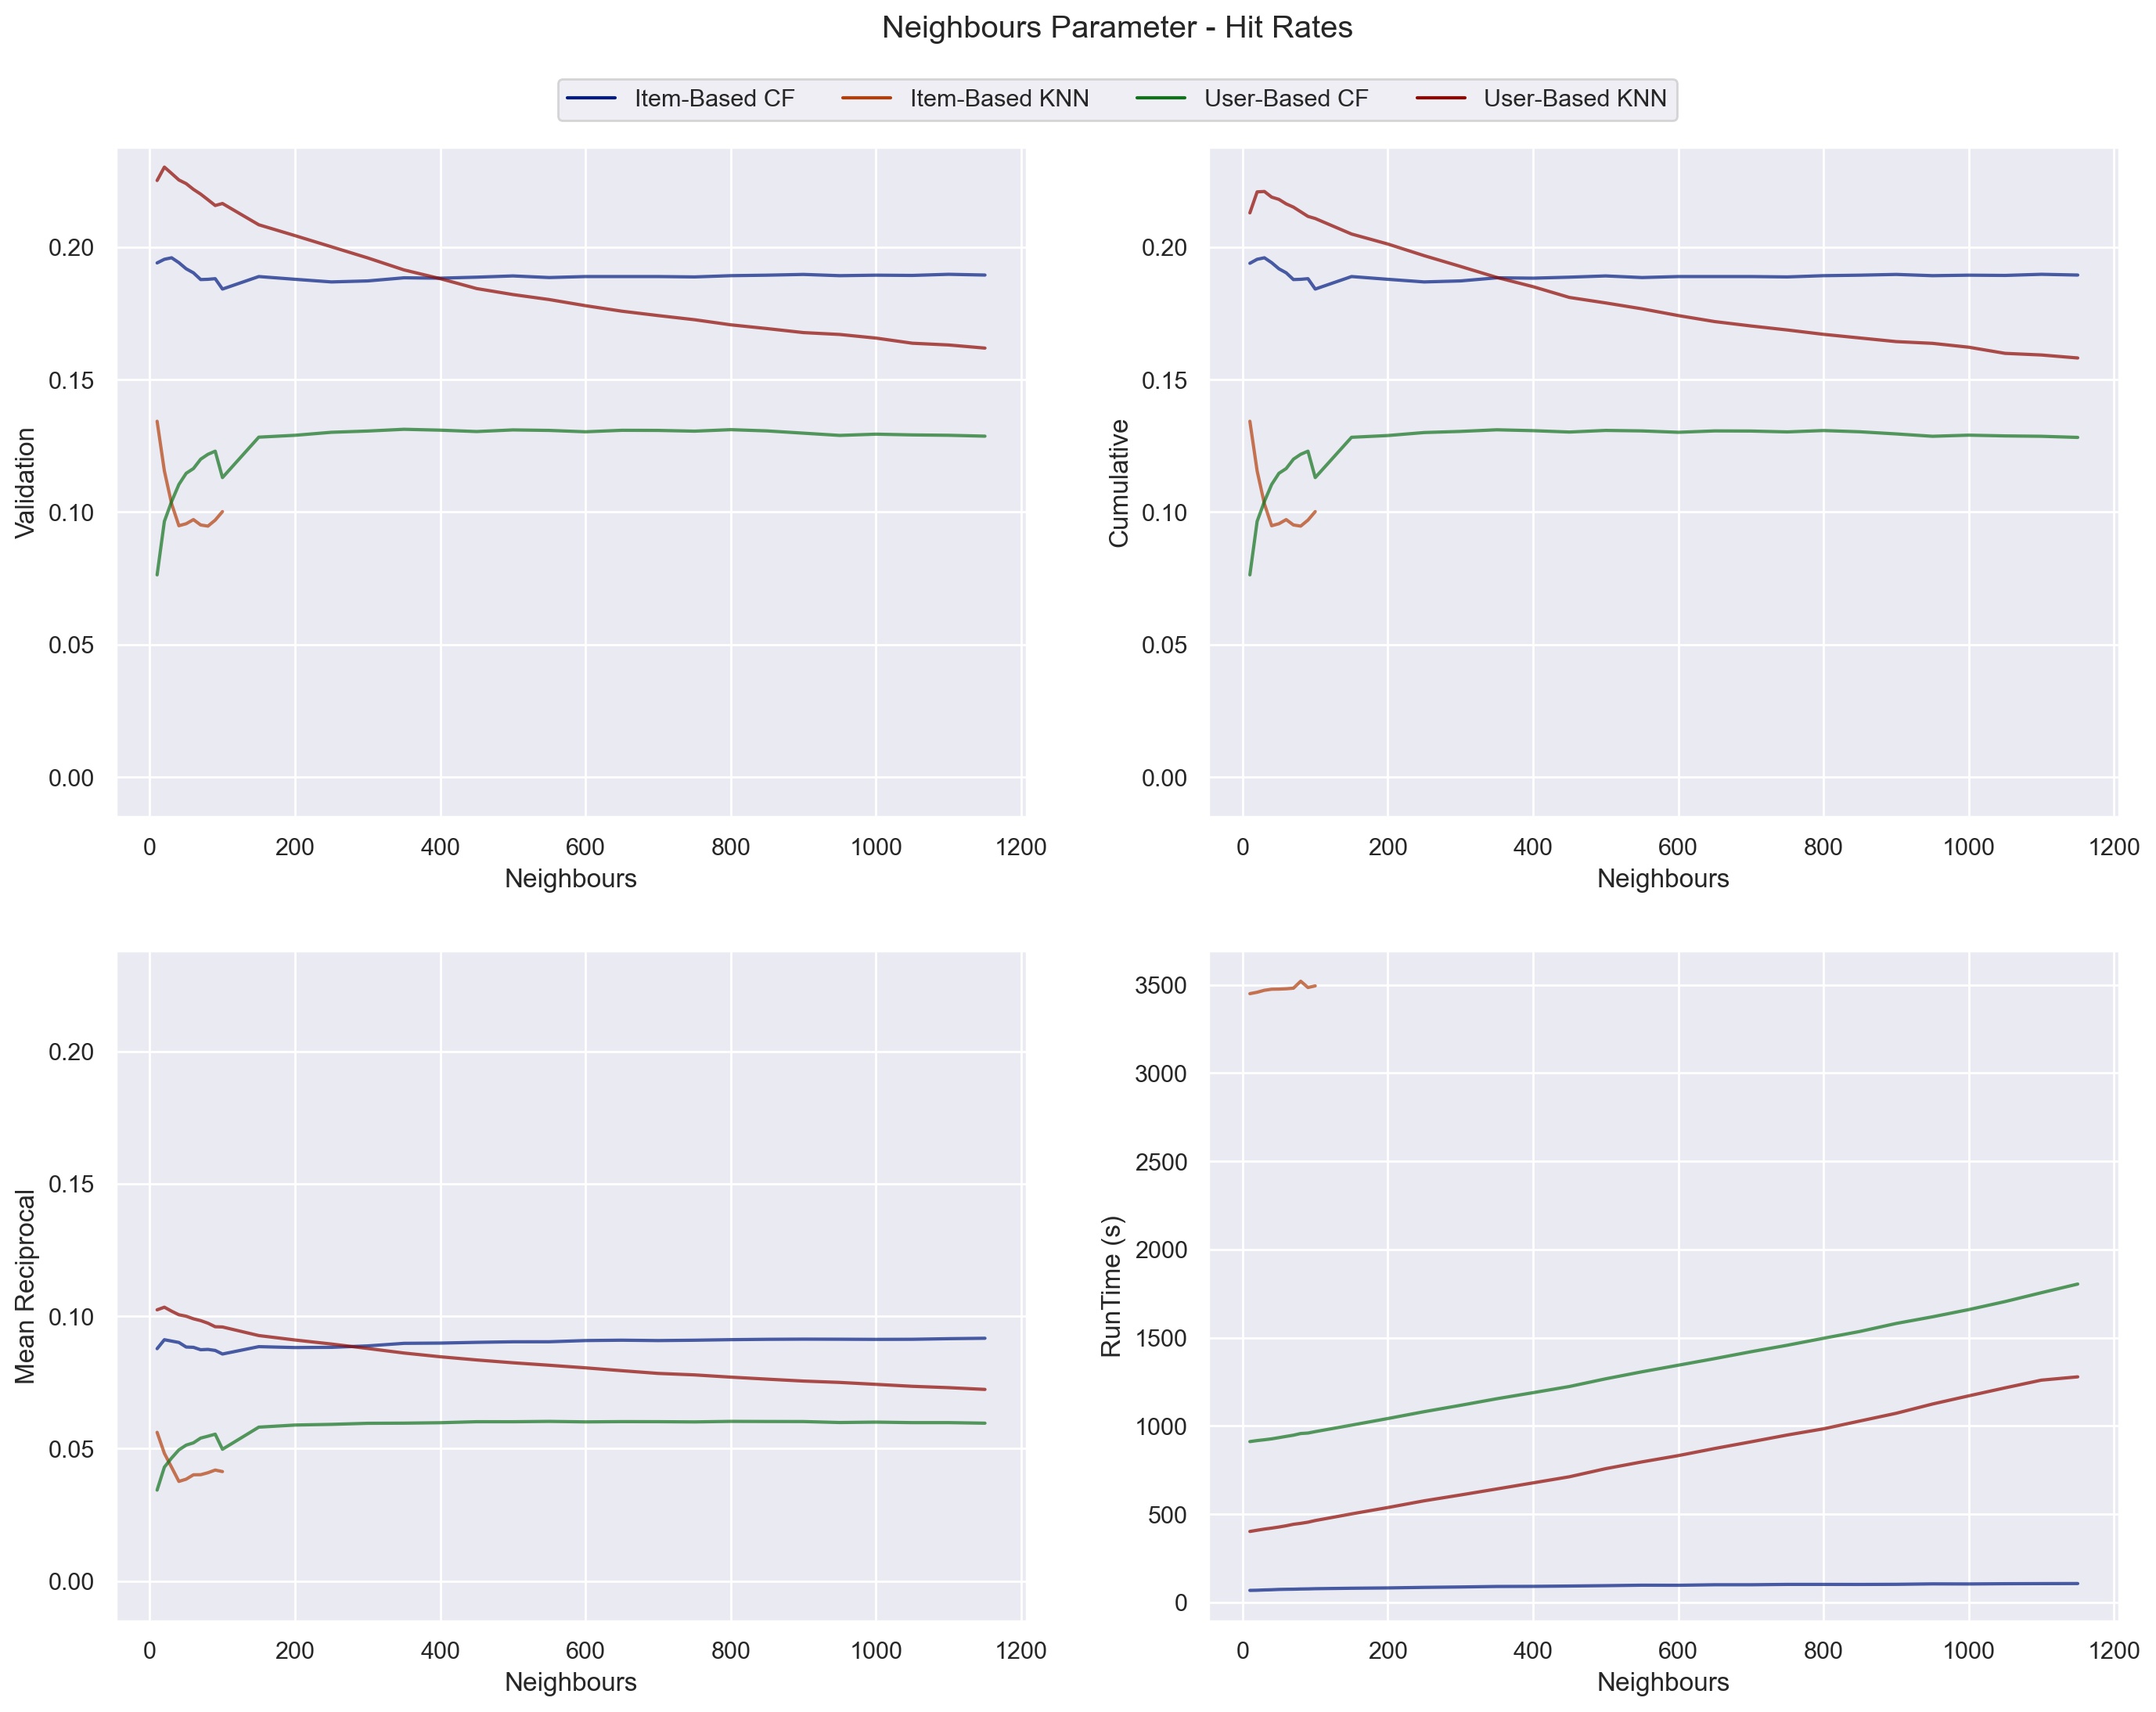 Neighbours Parameter - Hit Rates
Item-Based CF Item-Based KNN User-Based CF User-Based KNN
Validation
0.20
0.15
0.10
0.05
0.00
0 200 400 600 800 1000 1200
Neighbours
Cumulative
0.20
0.15
0.10
0.05
0.00
0 200 400 600 800 1000 1200
Neighbours
Mean Reciprocal
0.20
0.15
0.10
0.05
0.00
0 200 400 600 800 1000 1200
Neighbours
RunTime (s)
3500
3000
2500
2000
1500
1000
500
0
0 200 400 600 800 1000 1200
Neighbours